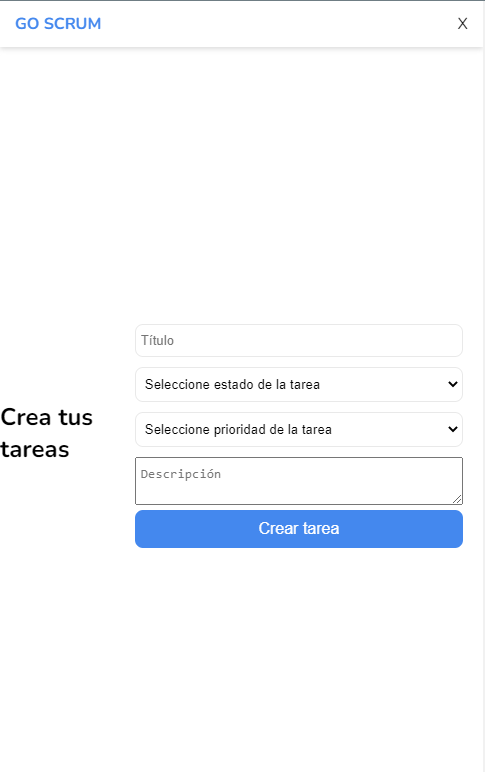 GO SCRUM
X
Crea tus
tareas
Título
Seleccione estado de la tarea
Seleccione prioridad de la tarea
Descripción
Crear tarea